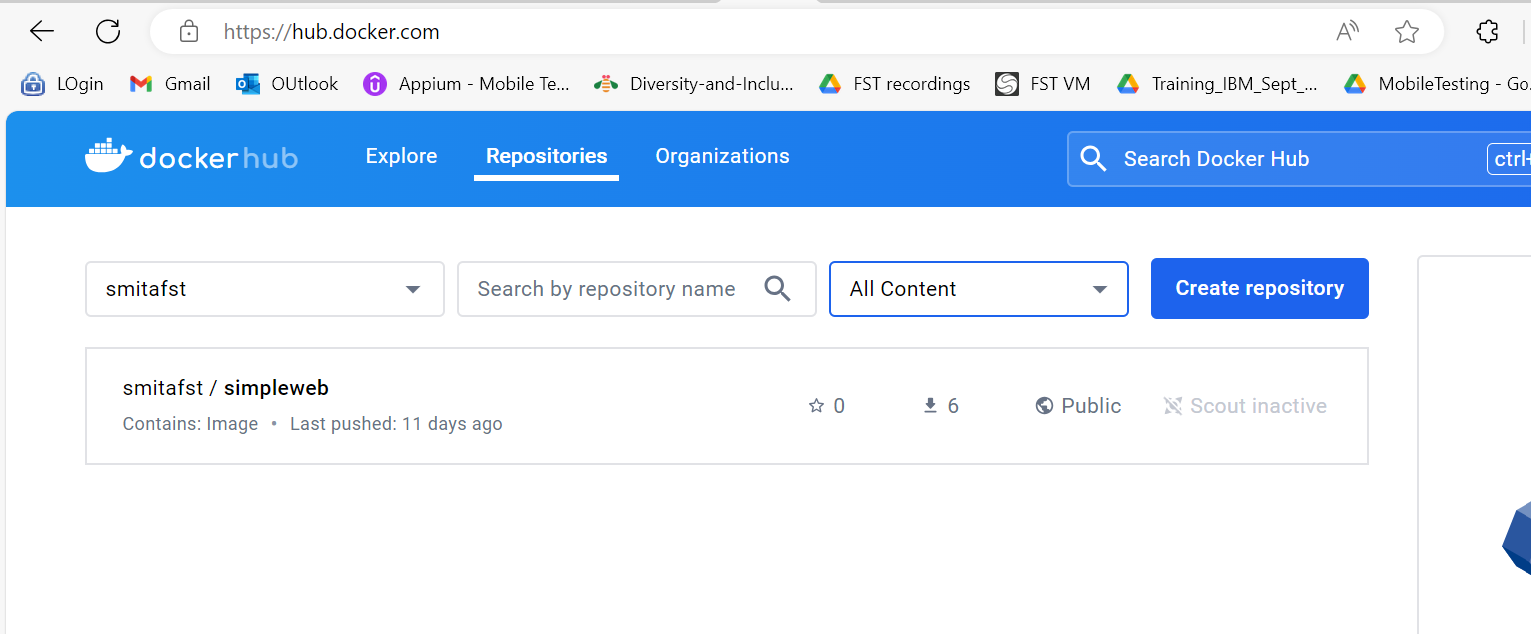 https://hub.docker.com A
LOgin Gmail OUtlook Appium - Mobile Te... Diversity-and-Inclu... FST recordings FST VM Training_IBM_Sept_... MobileTesting - Go.
docker hub Explore Repositories Organizations Search Docker Hub ctrl+
smitafst Search by repository name All Content Create repository
smitafst / simpleweb
Contains: Image • Last pushed: 11 days ago
0 6 Public Scout inactive